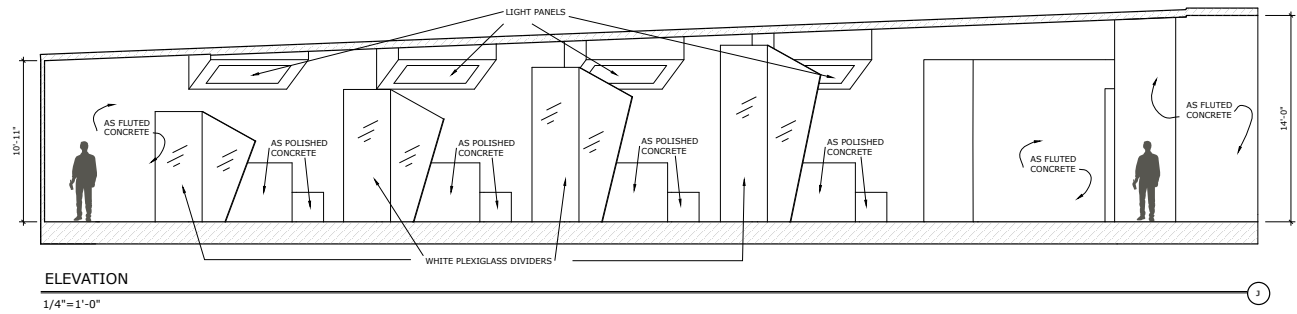 LIGHT PANELS
10'-11"
AS FLUTED
CONCRETE
AS POLISHED
CONCRETE
AS POLISHED
CONCRETE
AS POLISHED
CONCRETE
AS POLISHED
CONCRETE
AS FLUTED
CONCRETE
AS FLUTED
CONCRETE
14'-0"
WHITE PLEXIGLASS DIVIDERS
ELEVATION
J
1/4"=1'-0"